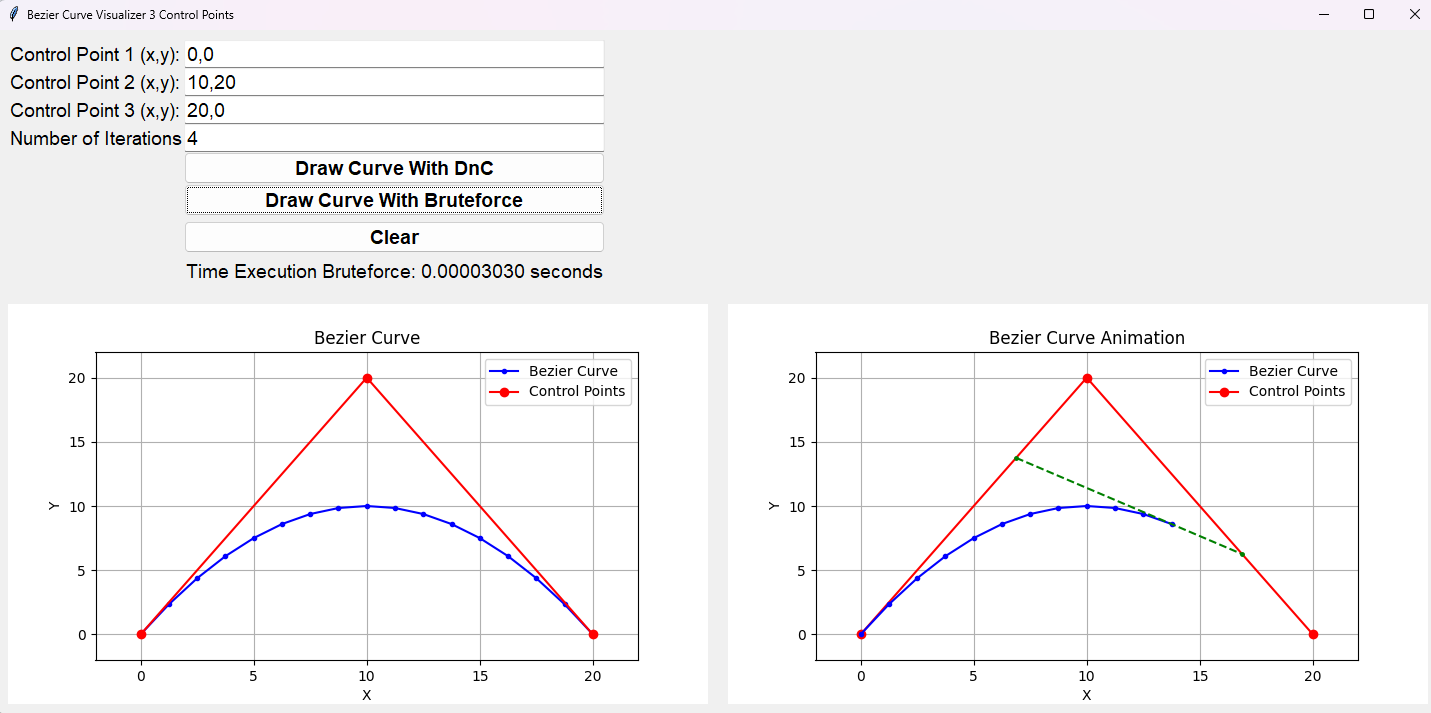 Bezier Curve Visualizer 3 Control Points
Control Point 1 (x,y): 0,0
Control Point 2 (x,y): 10,20
Control Point 3 (x,y): 20,0
Number of Iterations 4
Draw Curve With DnC
Draw Curve With Bruteforce
Clear
Time Execution Bruteforce: 0.00003030 seconds
Bezier Curve
Bezier Curve
Control Points
20
15
10
5
0
Y
0 5 10 15 20
X
Bezier Curve Animation
Bezier Curve
Control Points
20
15
10
5
0
Y
0 5 10 15 20
X